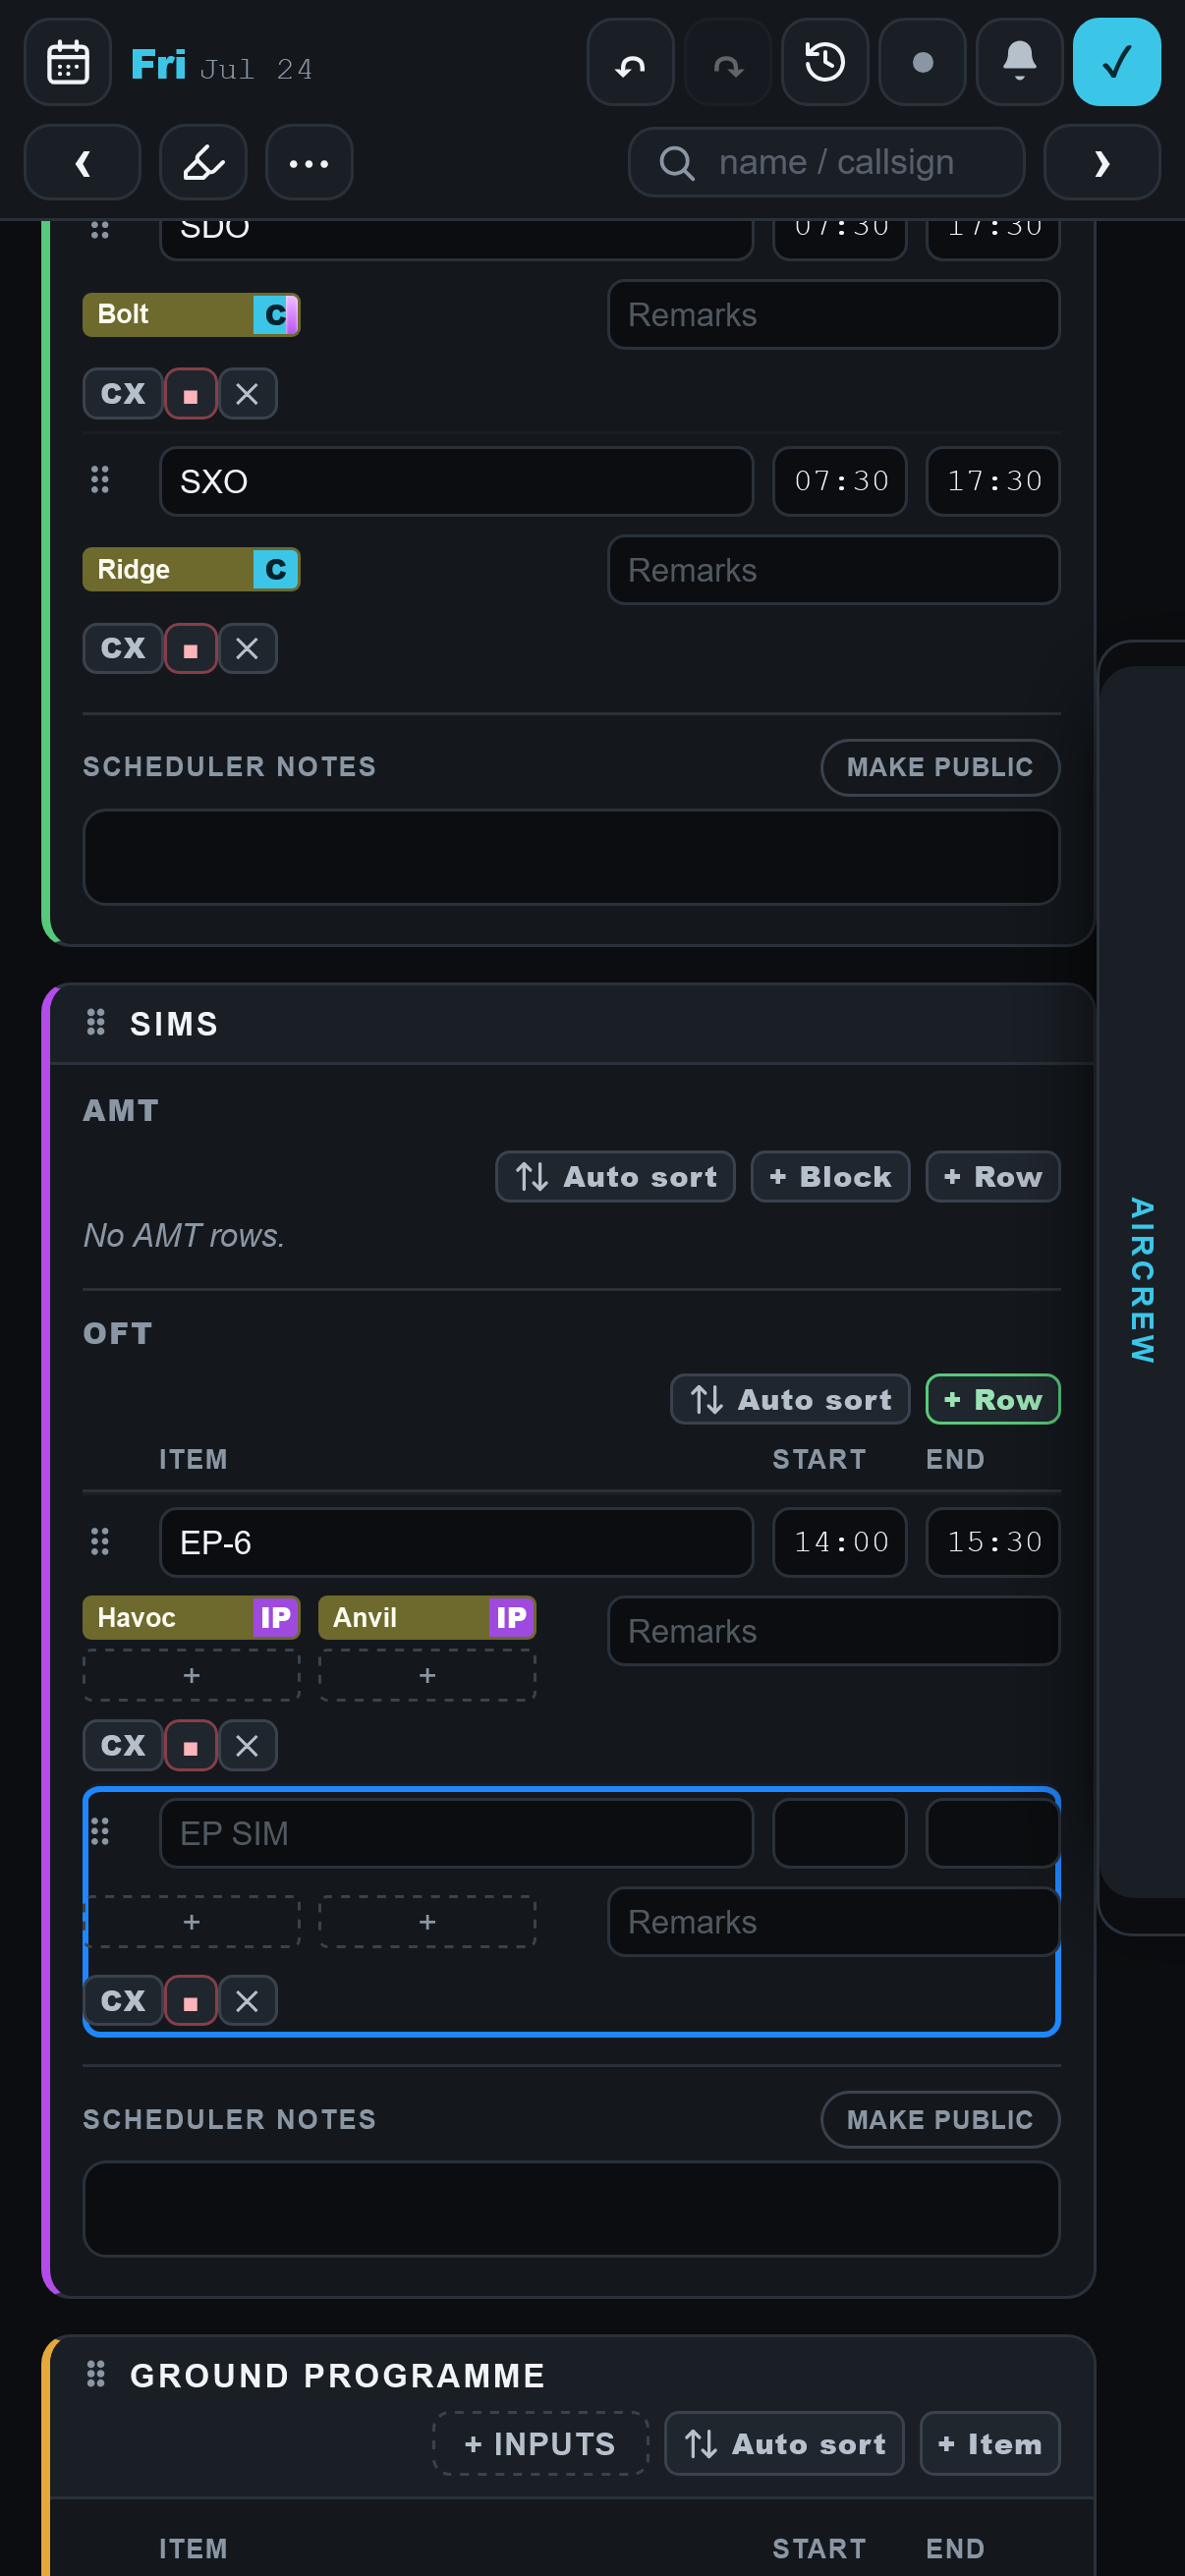 Fri Jul 24
name / callsign
SDO 07:30 17:30
Bolt C Remarks
CX
SXO 07:30 17:30
Ridge C Remarks
CX
SCHEDULER NOTES MAKE PUBLIC
SIMS
AMT
Auto sort + Block + Row
No AMT rows.
AIRCREW
OFT
Auto sort + Row
ITEM START END
EP-6 14:00 15:30
Havoc IP Anvil IP Remarks
+ +
CX
EP SIM
+ + Remarks
CX
SCHEDULER NOTES MAKE PUBLIC
GROUND PROGRAMME
+ INPUTS Auto sort + Item
ITEM START END